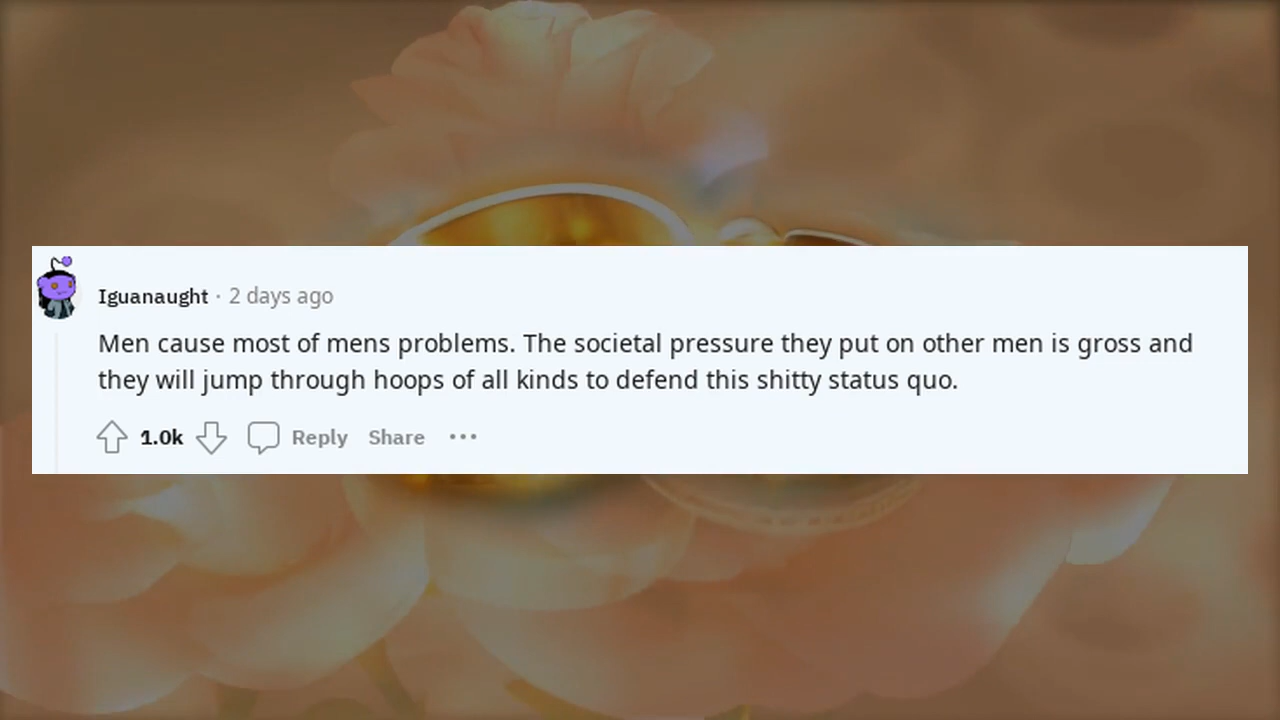 Iguanaught · 2 days ago
Men cause most of mens problems. The societal pressure they put on other men is gross and
they will jump through hoops of all kinds to defend this shitty status quo.
1.0k Reply Share ···